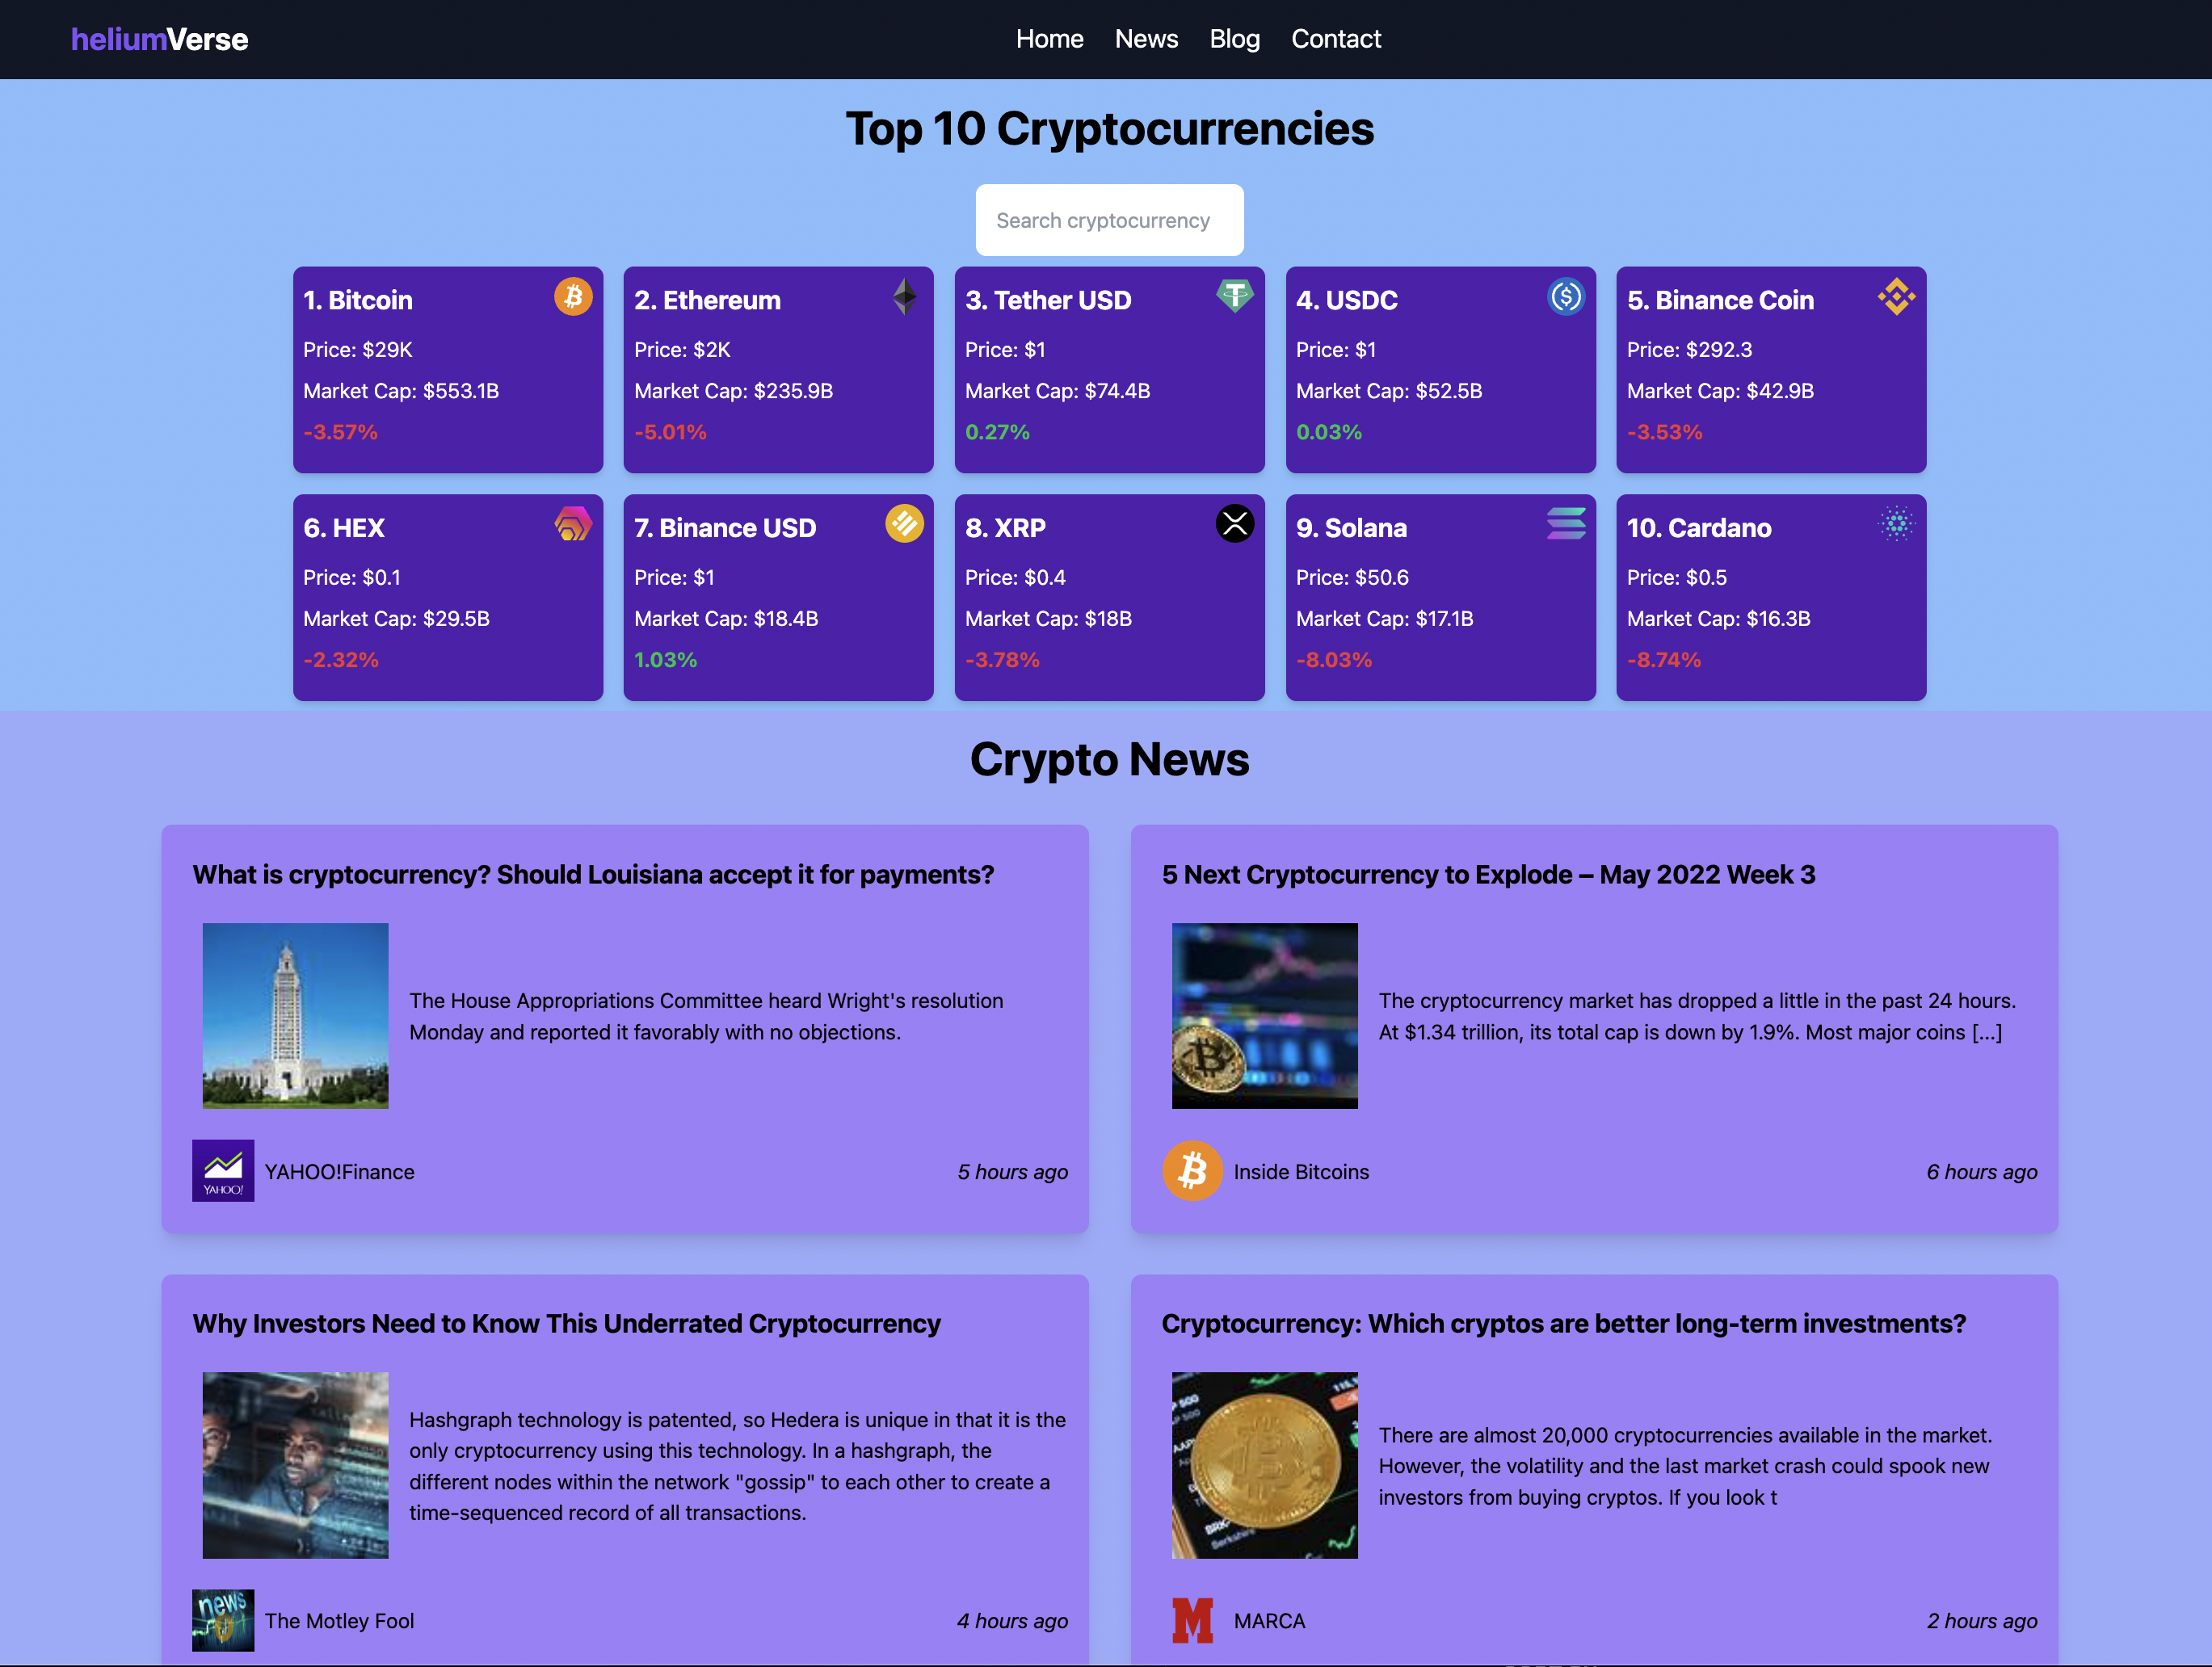 heliumVerse
Home News Blog Contact
Top 10 Cryptocurrencies
Search cryptocurrency
1. Bitcoin
Price: $29K
Market Cap: $553.1B
-3.57%
2. Ethereum
Price: $2K
Market Cap: $235.9B
-5.01%
3. Tether USD
Price: $1
Market Cap: $74.4B
0.27%
4. USDC
Price: $1
Market Cap: $52.5B
0.03%
5. Binance Coin
Price: $292.3
Market Cap: $42.9B
-3.53%
6. HEX
Price: $0.1
Market Cap: $29.5B
-2.32%
7. Binance USD
Price: $1
Market Cap: $18.4B
1.03%
8. XRP
Price: $0.4
Market Cap: $18B
-3.78%
9. Solana
Price: $50.6
Market Cap: $17.1B
-8.03%
10. Cardano
Price: $0.5
Market Cap: $16.3B
-8.74%
Crypto News
What is cryptocurrency? Should Louisiana accept it for payments?
The House Appropriations Committee heard Wright's resolution
Monday and reported it favorably with no objections.
YAHOO!
YAHOO!Finance
5 hours ago
5 Next Cryptocurrency to Explode – May 2022 Week 3
The cryptocurrency market has dropped a little in the past 24 hours.
At $1.34 trillion, its total cap is down by 1.9%. Most major coins [...]
Inside Bitcoins
6 hours ago
Why Investors Need to Know This Underrated Cryptocurrency
Hashgraph technology is patented, so Hedera is unique in that it is the
only cryptocurrency using this technology. In a hashgraph, the
different nodes within the network "gossip" to each other to create a
time-sequenced record of all transactions.
news
The Motley Fool
4 hours ago
Cryptocurrency: Which cryptos are better long-term investments?
There are almost 20,000 cryptocurrencies available in the market.
However, the volatility and the last market crash could spook new
investors from buying cryptos. If you look t
M
MARCA
2 hours ago